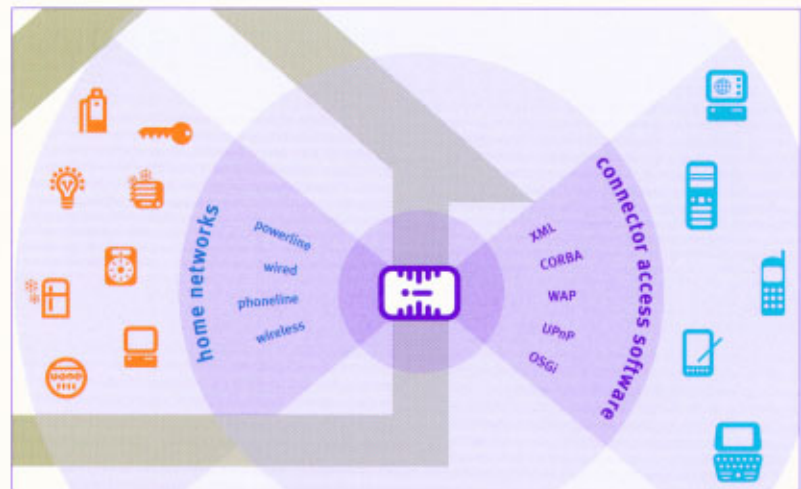 home networks
powerline
wired
phoneline
wireless
XML
CORBA
WAP
UPnP
OSGi
connector access software